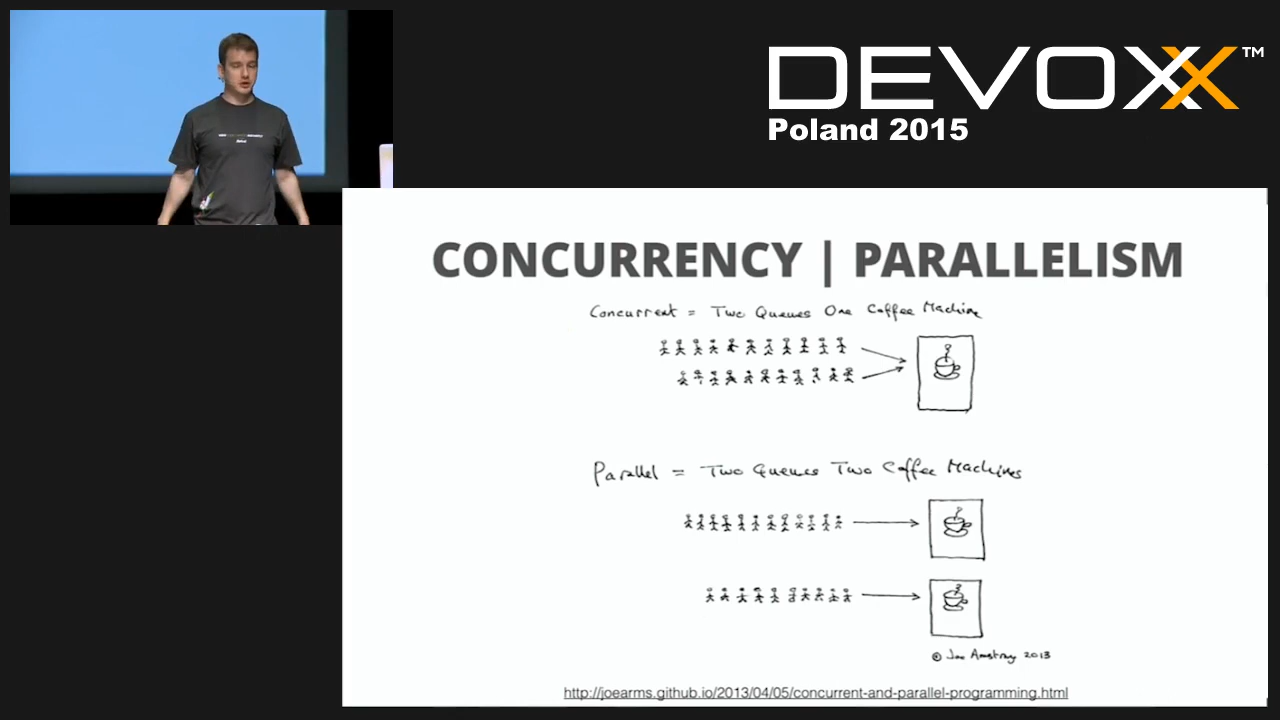 DEVOXX™
Poland 2015
CONCURRENCY | PARALLELISM
Concurrent = Two Queues One Coffee Machine
Parallel = Two Queues Two Coffee Machines
© Joe Armstrong 2013
http://joearms.github.io/2013/04/05/concurrent-and-parallel-programming.html